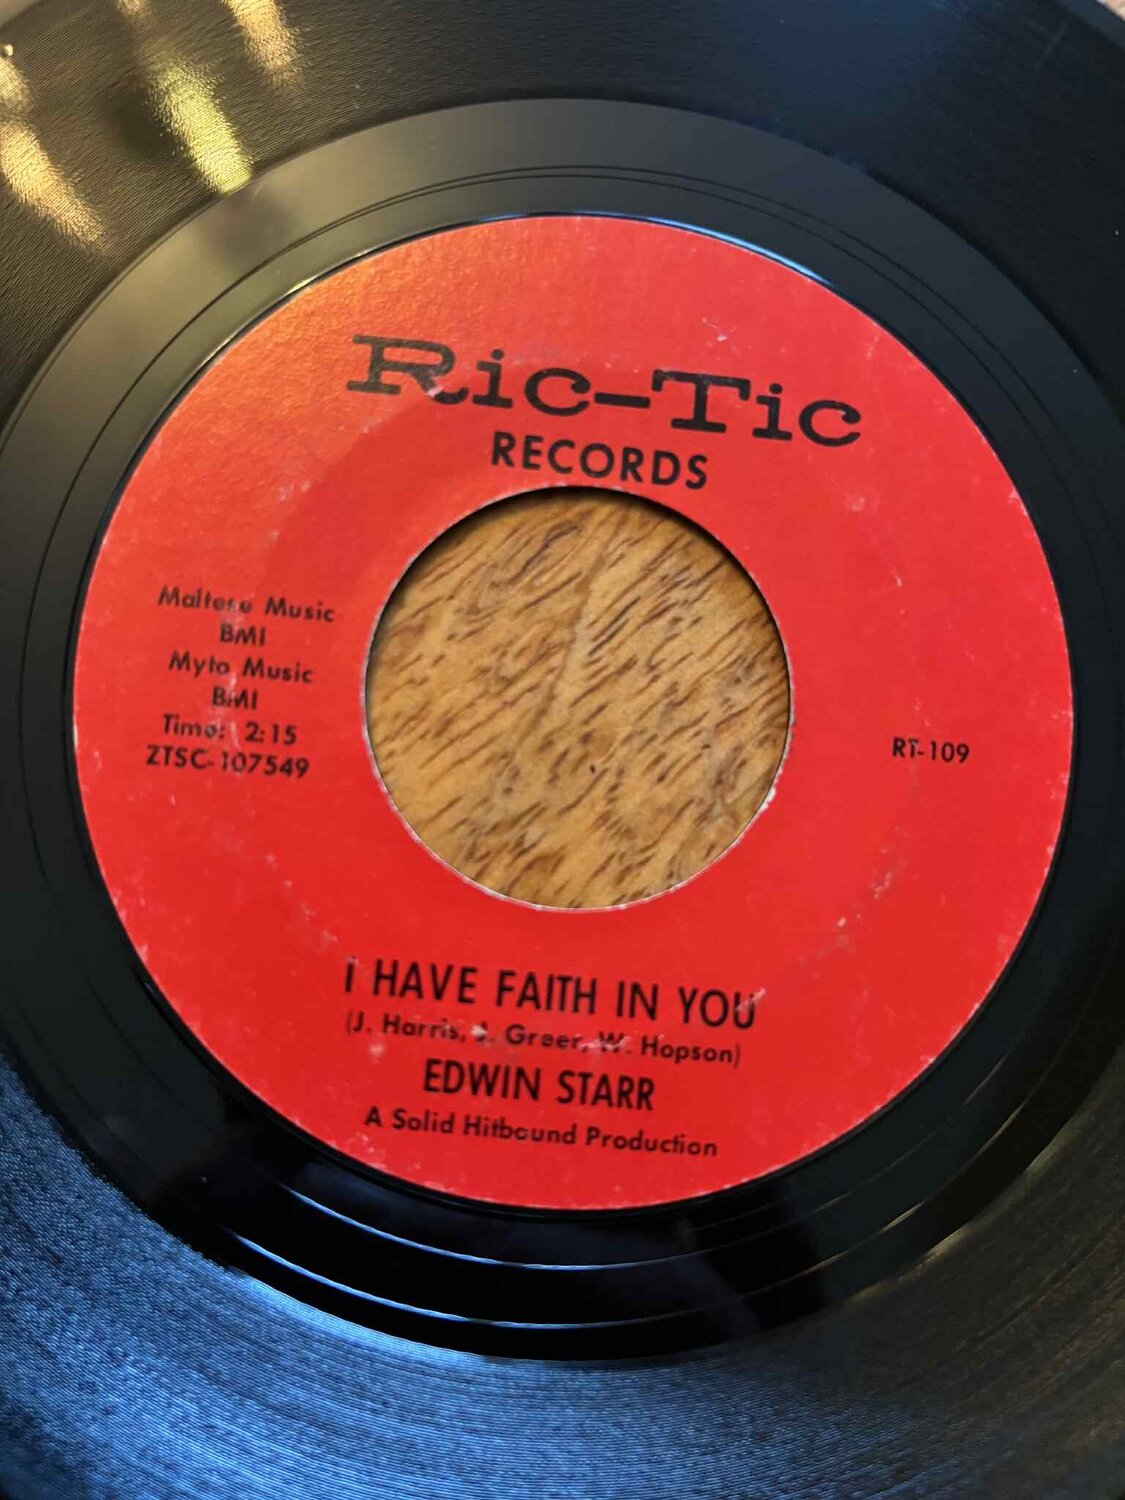 Ric-Tic
RECORDS
Maltese Music
BMI
Myto Music
BMI
Time: 2:15
ZTSC-107549
RT-109
I HAVE FAITH IN YOU
(J. Harris, J. Greer, W. Hopson)
EDWIN STARR
A Solid Hitbound Production